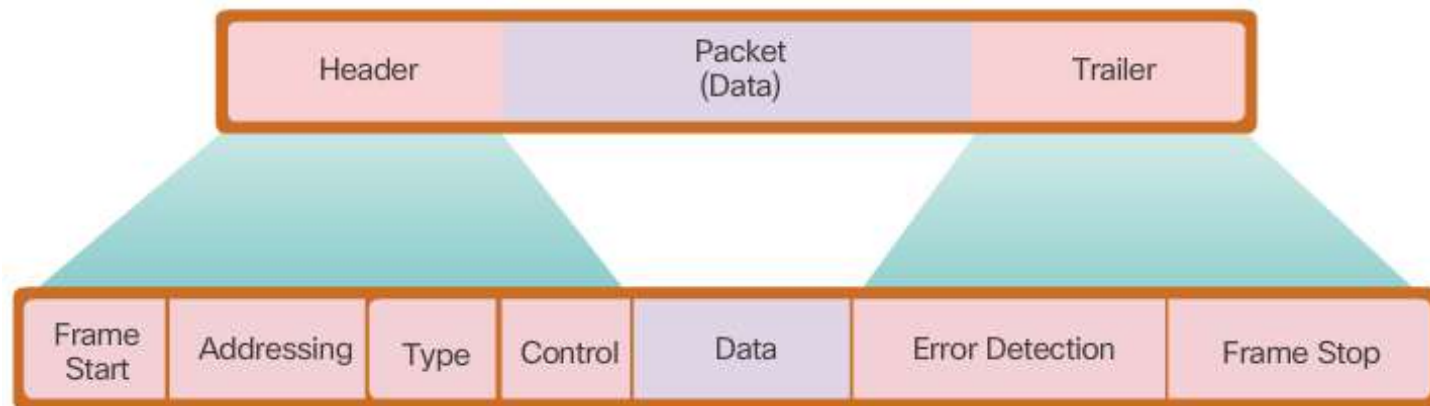 Header
Packet
(Data)
Trailer
Frame
Start
Addressing
Type
Control
Data
Error Detection
Frame Stop